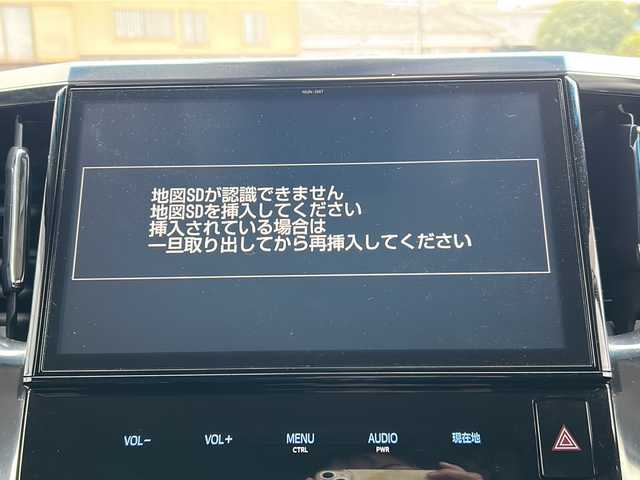 地図SDが認識できません
地図SDを挿入してください
挿入されている場合は
一旦取り出してから再挿入してください
VOL− VOL+ MENU AUDIO 現在地
CTRL PWR